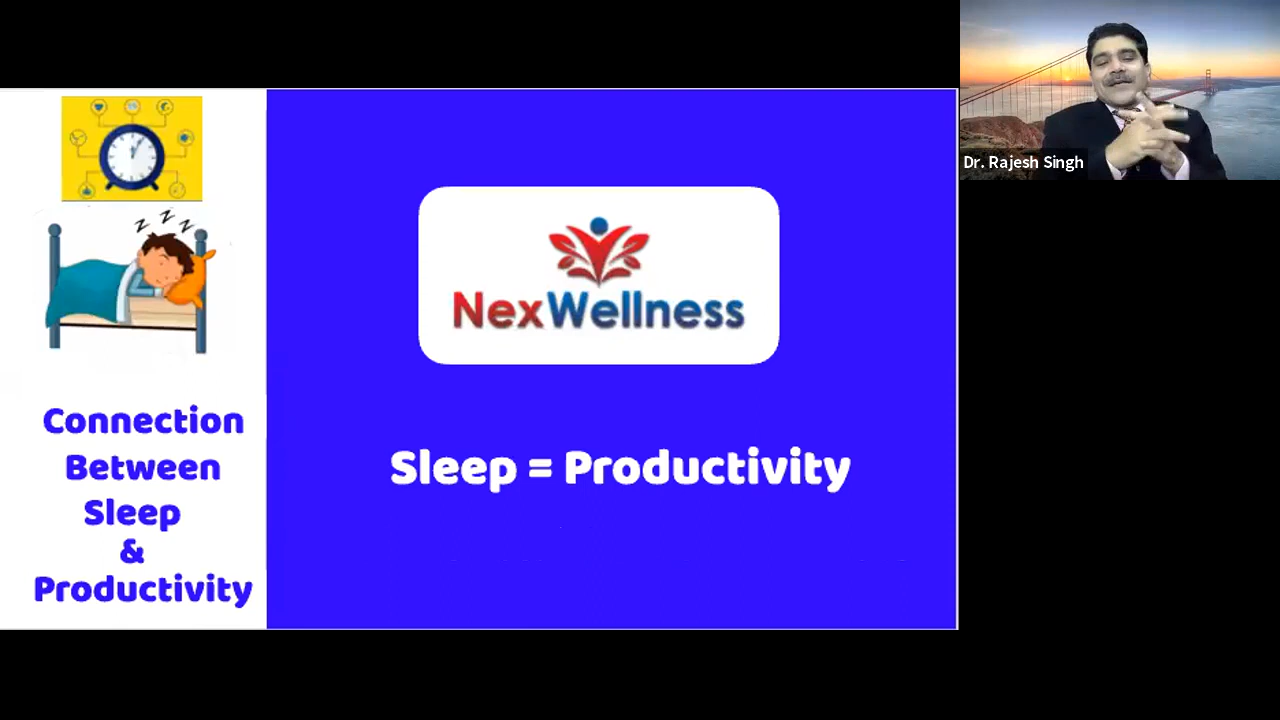 Connection
Between
Sleep
&
Productivity
z z z
NexWellness
Sleep = Productivity
Dr. Rajesh Singh